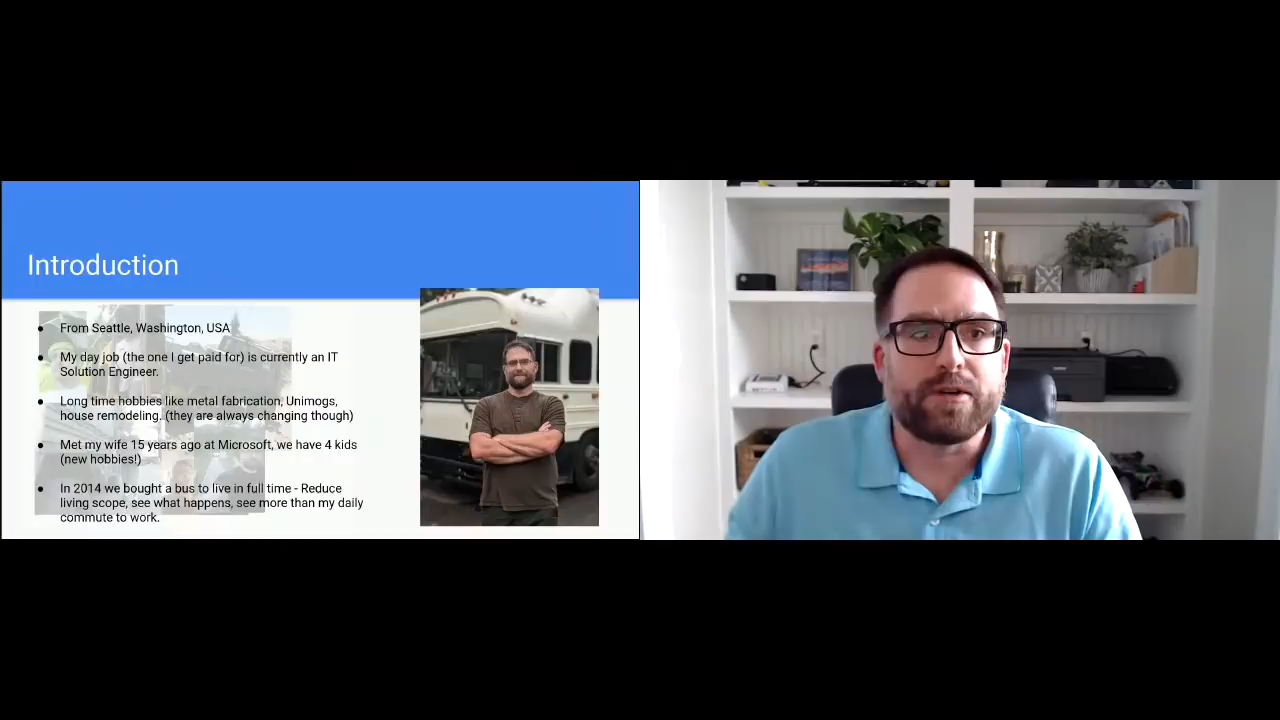 Introduction
From Seattle, Washington, USA
My day job (the one I get paid for) is currently an IT
Solution Engineer.
Long time hobbies like metal fabrication, Unimogs,
house remodeling. (they are always changing though)
Met my wife 15 years ago at Microsoft, we have 4 kids
(new hobbies!)
In 2014 we bought a bus to live in full time - Reduce
living scope, see what happens, see more than my daily
commute to work.